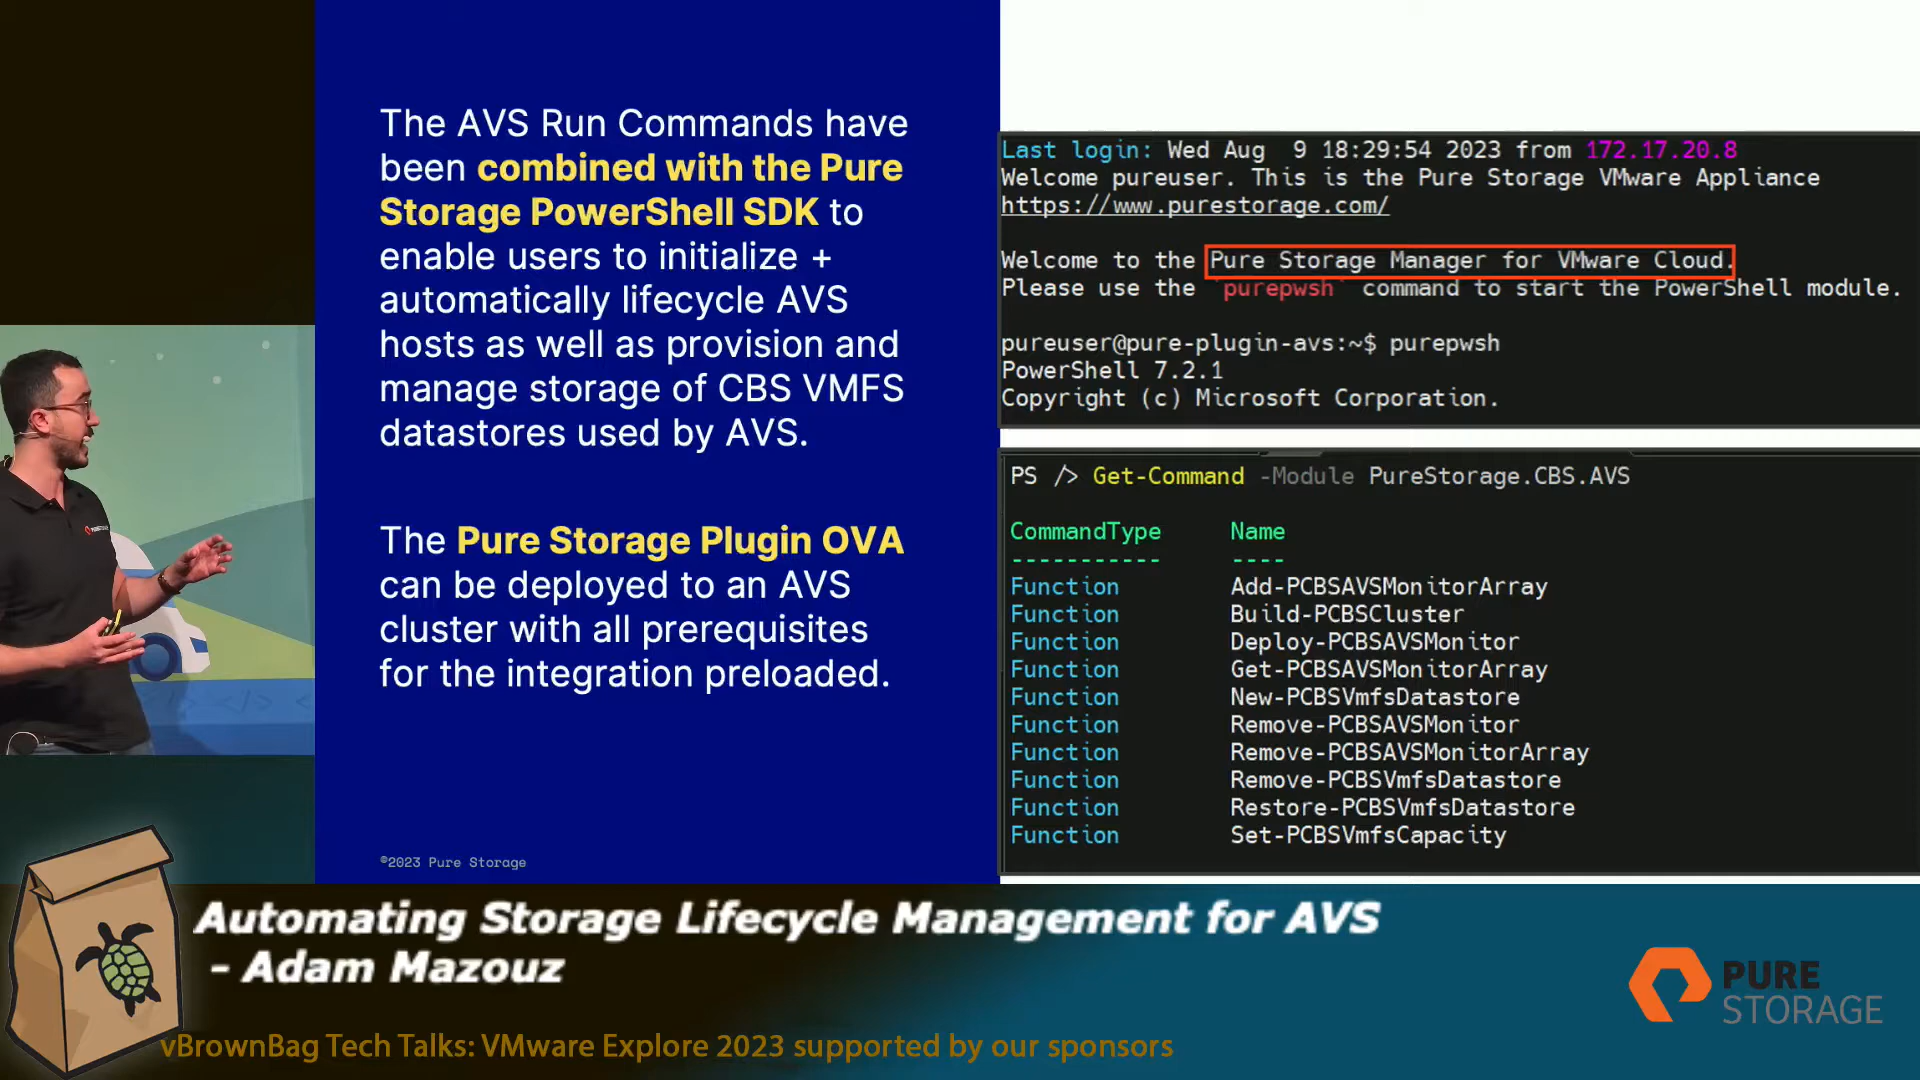 The AVS Run Commands have
been combined with the Pure
Storage PowerShell SDK to
enable users to initialize +
automatically lifecycle AVS
hosts as well as provision and
manage storage of CBS VMFS
datastores used by AVS.
The Pure Storage Plugin OVA
can be deployed to an AVS
cluster with all prerequisites
for the integration preloaded.
©2023 Pure Storage
Last login: Wed Aug  9 18:29:54 2023 from 172.17.20.8
Welcome pureuser. This is the Pure Storage VMware Appliance
https://www.purestorage.com/
Welcome to the Pure Storage Manager for VMware Cloud.
Please use the `purepwsh` command to start the PowerShell module.
pureuser@pure-plugin-avs:~$ purepwsh
PowerShell 7.2.1
Copyright (c) Microsoft Corporation.
PS /> Get-Command -Module PureStorage.CBS.AVS
CommandType Name
----------- ----
Function Add-PCBSAVSMonitorArray
Function Build-PCBSCluster
Function Deploy-PCBSAVSMonitor
Function Get-PCBSAVSMonitorArray
Function New-PCBSVmfsDatastore
Function Remove-PCBSAVSMonitor
Function Remove-PCBSAVSMonitorArray
Function Remove-PCBSVmfsDatastore
Function Restore-PCBSVmfsDatastore
Function Set-PCBSVmfsCapacity
Automating Storage Lifecycle Management for AVS
- Adam Mazouz
PURE
STORAGE
vBrownBag Tech Talks: VMware Explore 2023 supported by our sponsors